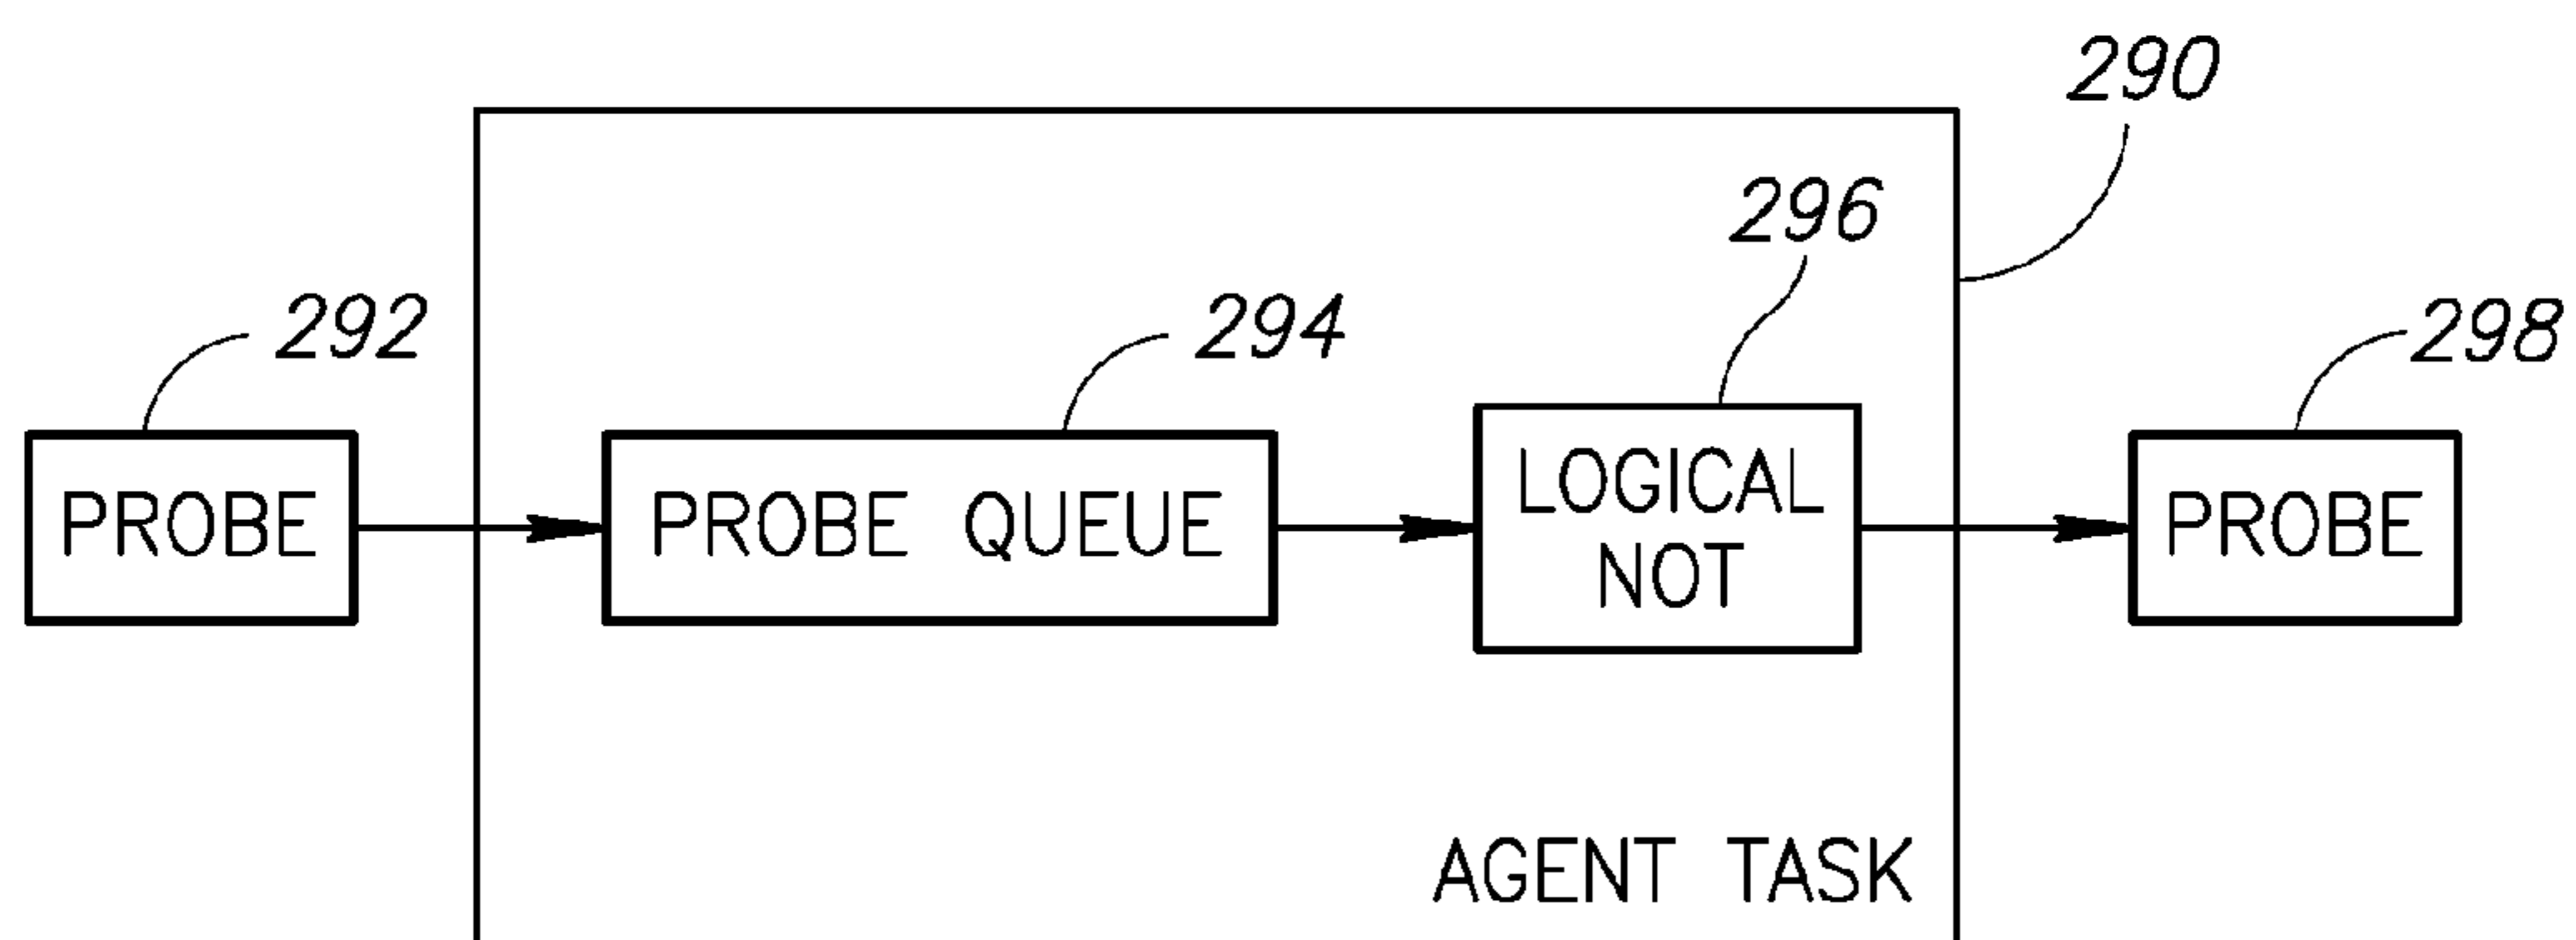 290
296
292
294
298
PROBE
PROBE QUEUE
LOGICAL
NOT
PROBE
AGENT TASK